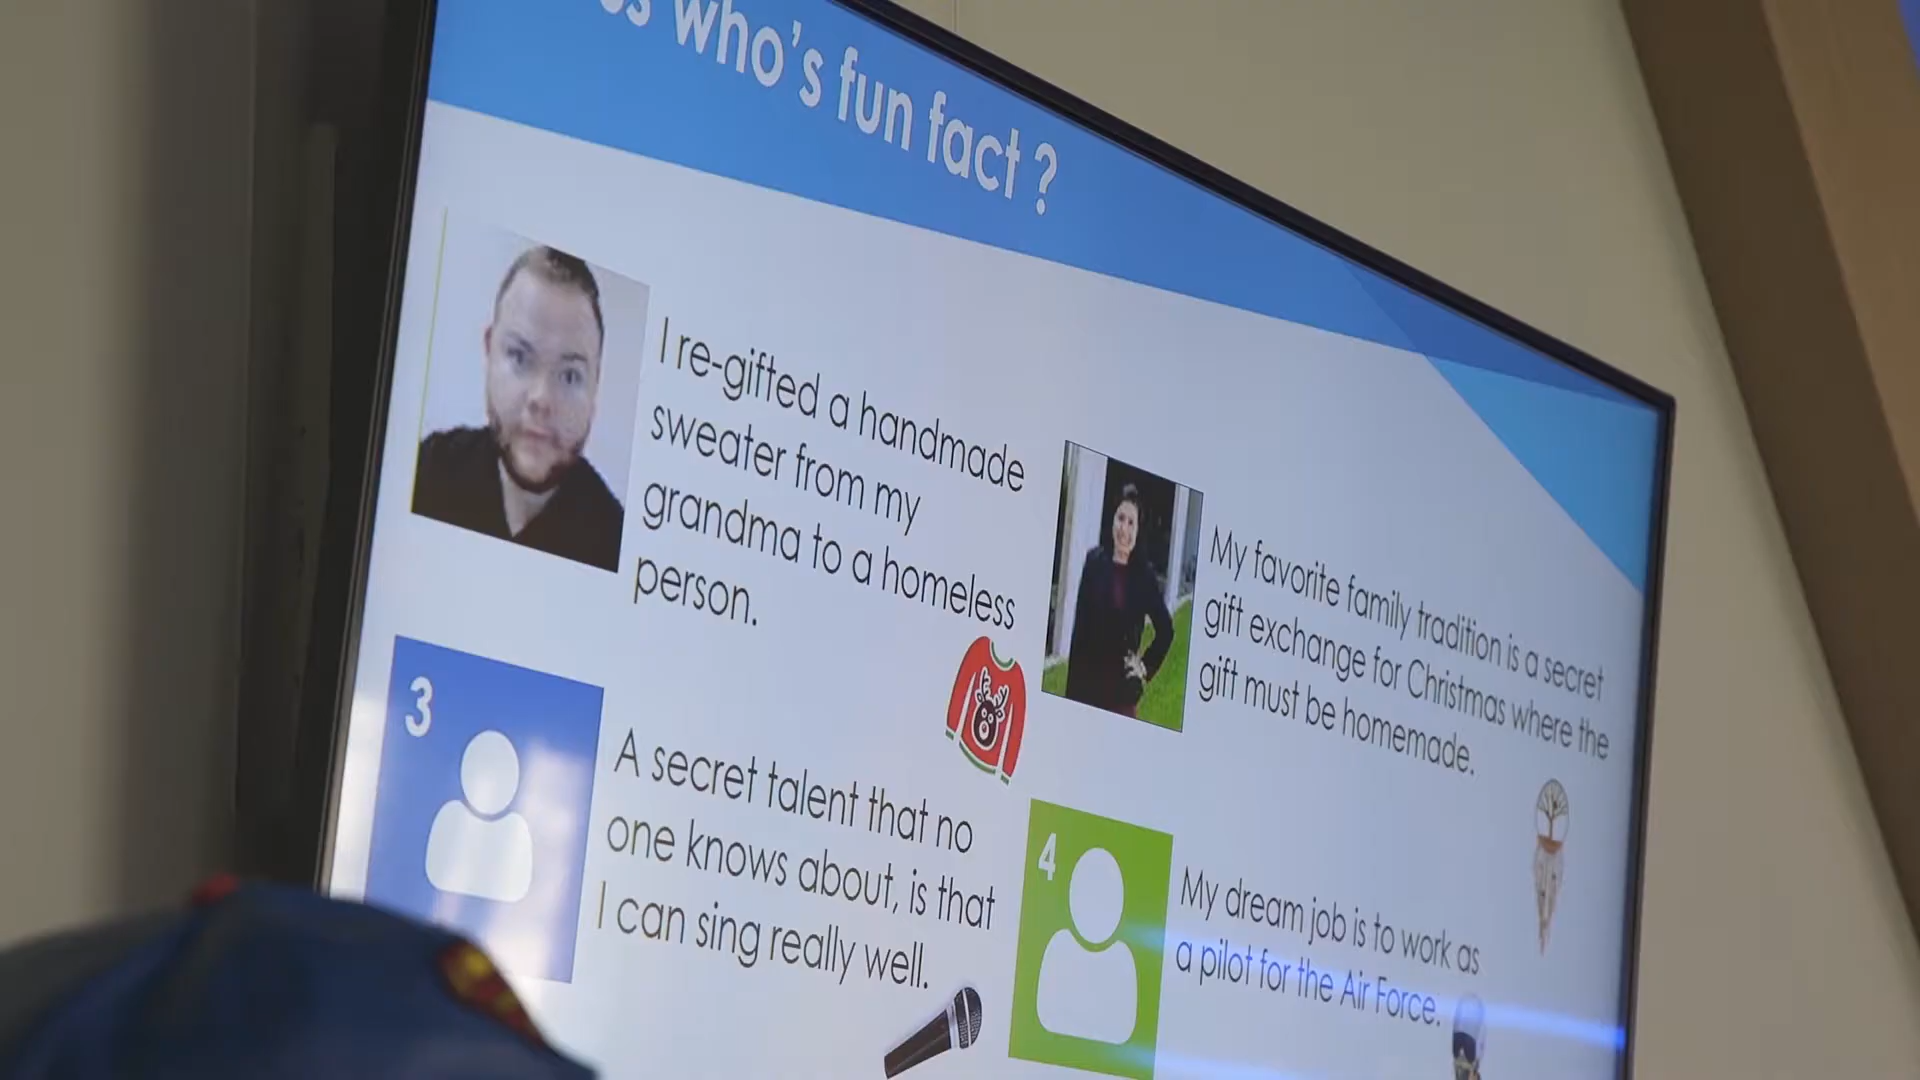 who's fun fact ?
I re-gifted a handmade
sweater from my
grandma to a homeless
person.
My favorite family tradition is a secret
gift exchange for Christmas where the
gift must be homemade.
3
A secret talent that no
one knows about, is that
I can sing really well.
4
My dream job is to work as
a pilot for the Air Force.